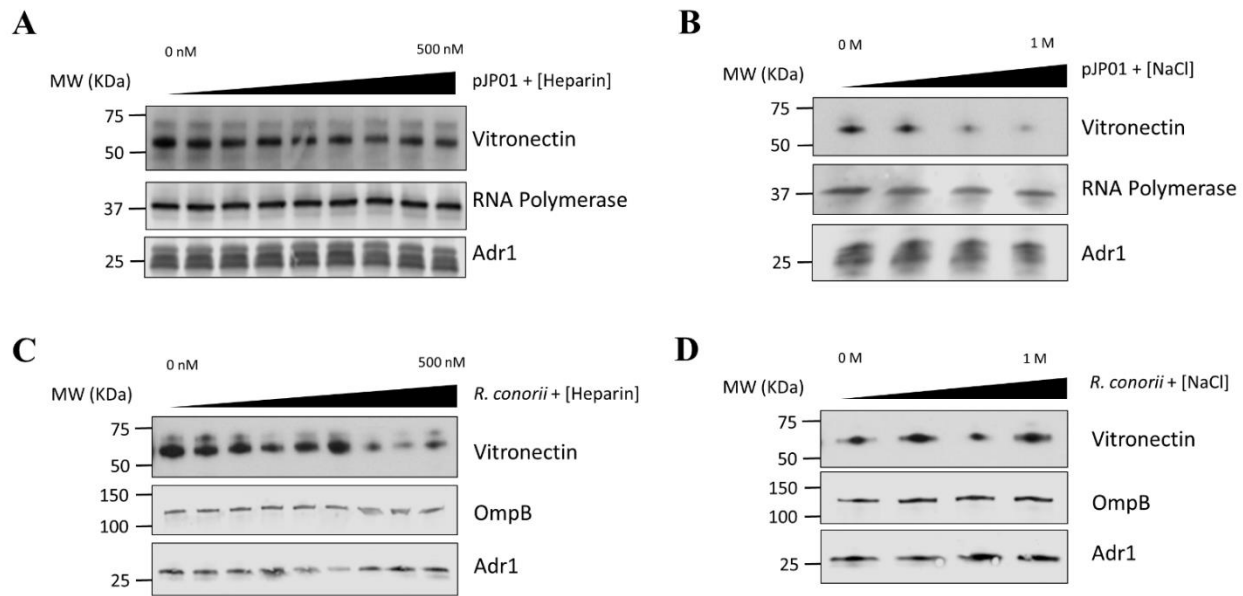 A
0 nM
500 nM
MW (KDa)
pJP01 + [Heparin]
75
50
Vitronectin
37
RNA Polymerase
25
Adr1
B
0 M
1 M
MW (KDa)
pJP01 + [NaCl]
75
50
Vitronectin
37
RNA Polymerase
25
Adr1
C
0 nM
500 nM
MW (KDa)
R. conorii + [Heparin]
75
50
Vitronectin
150
100
OmpB
25
Adr1
D
0 M
1 M
MW (KDa)
R. conorii + [NaCl]
75
50
Vitronectin
150
100
OmpB
25
Adr1